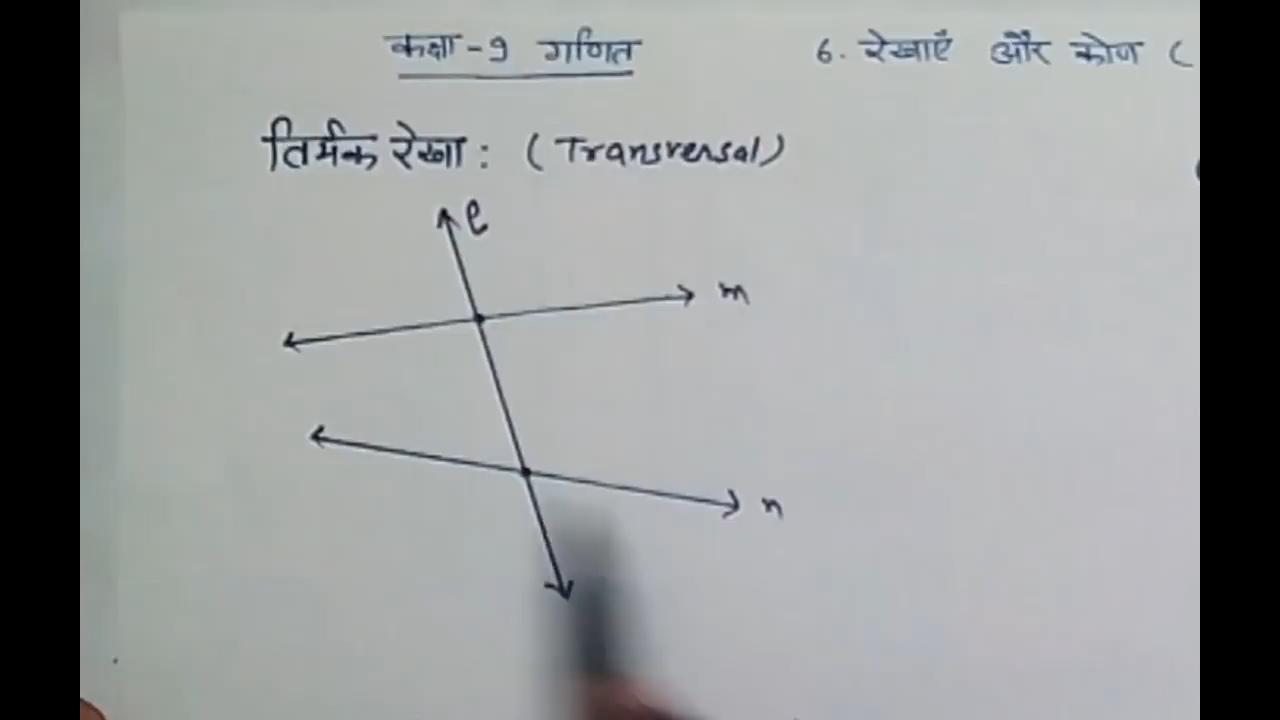 कक्षा-9 गणित
6. रेखाएँ और कोण (
तिर्यक रेखा : (Transversal)
l
m
n